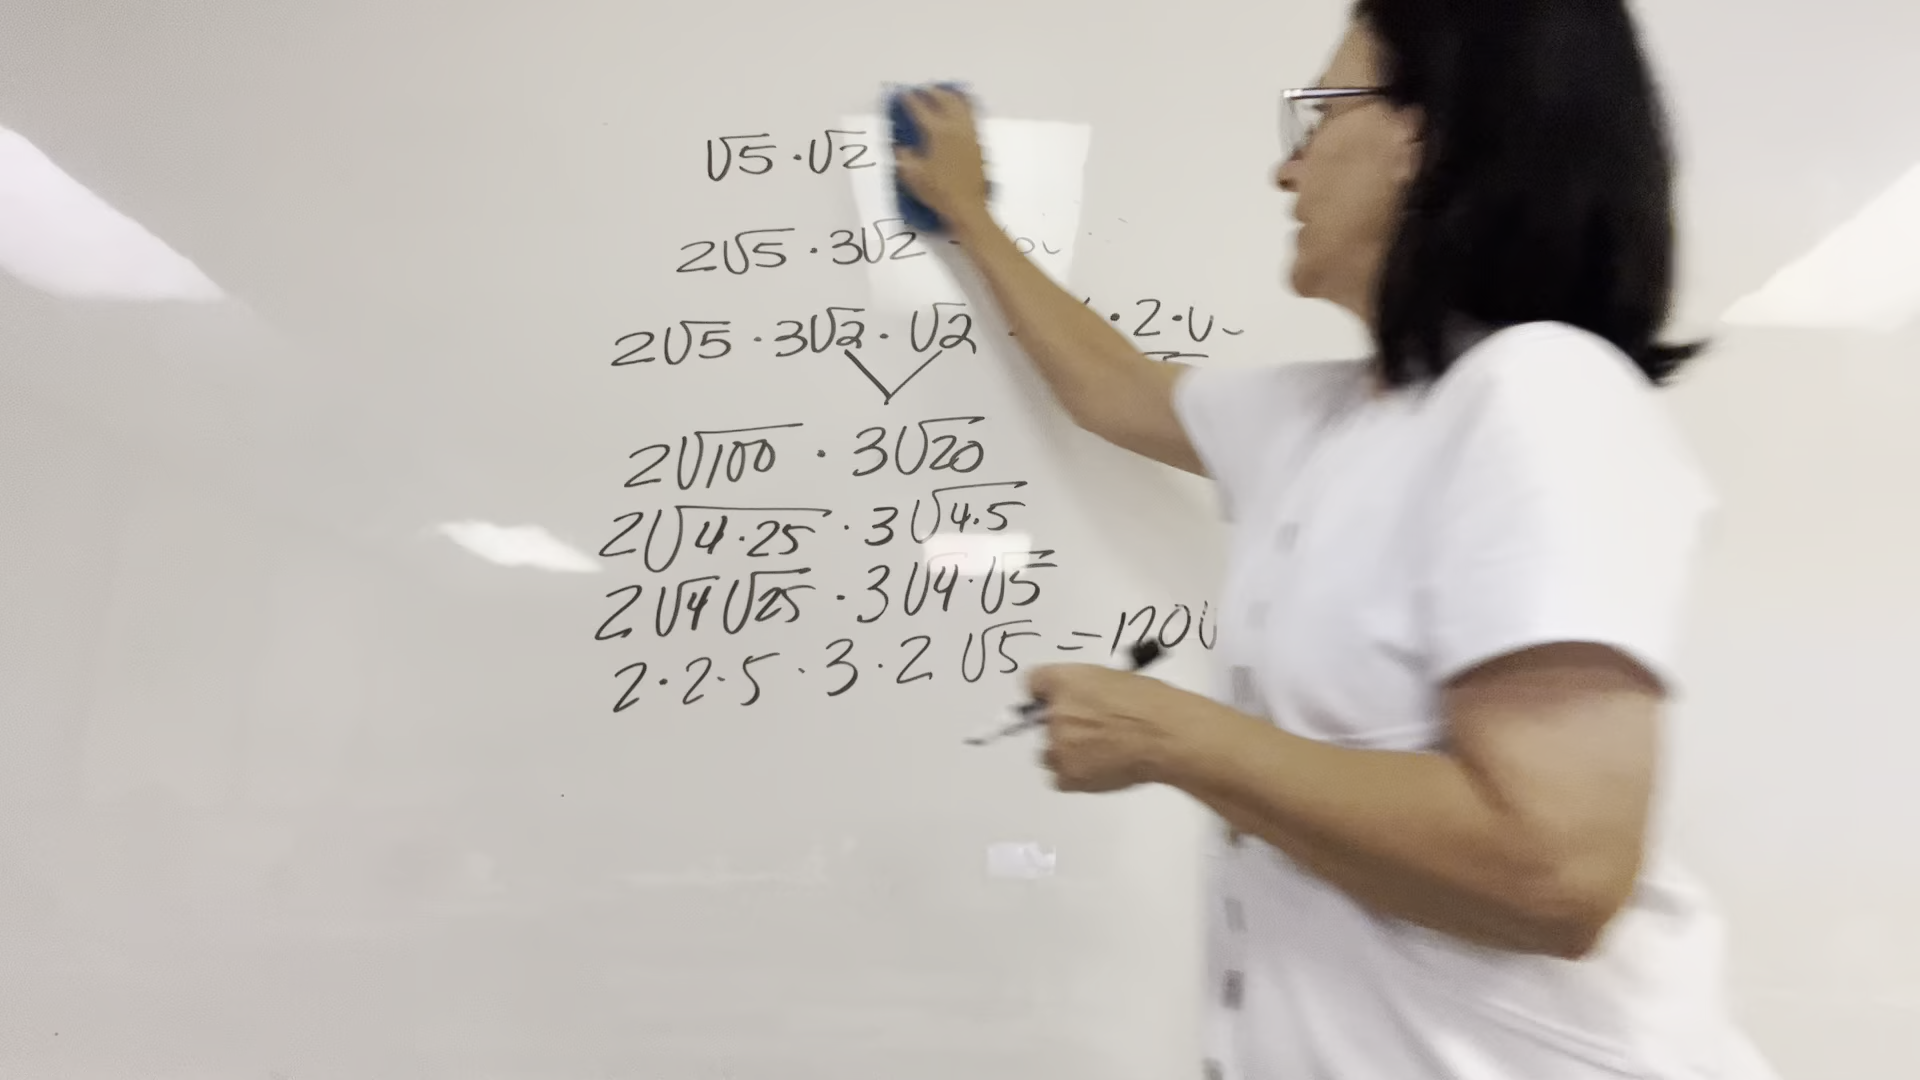 √5 · √2
2√5 · 3√2
2√5 · 3√2 · √2 · 2 ·
2√100 · 3√20
2√4·25 · 3√4·5
2√4√25 · 3√4·√5
2·2·5·3·2√5 = 120√